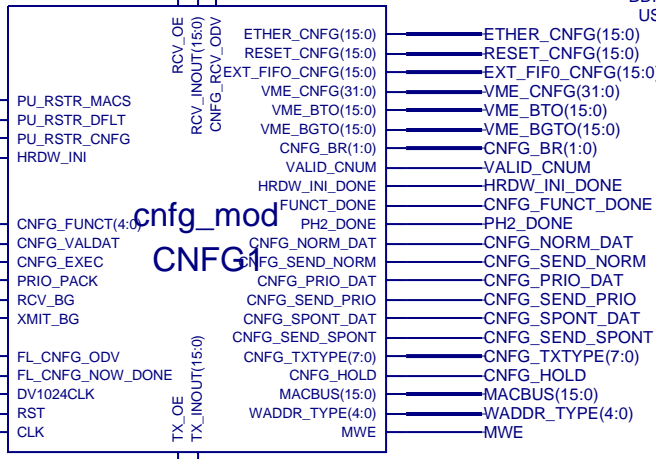 DD
US
RCV_OE
RCV_INOUT(15:0)
CNFG_RCV_ODV
PU_RSTR_MACS
PU_RSTR_DFLT
PU_RSTR_CNFG
HRDW_INI
CNFG_FUNCT(4:0)
CNFG_VALDAT
CNFG_EXEC
PRIO_PACK
RCV_BG
XMIT_BG
FL_CNFG_ODV
FL_CNFG_NOW_DONE
DV1024CLK
RST
CLK
cnfg_mod
CNFG1
TX_OE
TX_INOUT(15:0)
ETHER_CNFG(15:0)
RESET_CNFG(15:0)
EXT_FIFO_CNFG(15:0)
VME_CNFG(31:0)
VME_BTO(15:0)
VME_BGTO(15:0)
CNFG_BR(1:0)
VALID_CNUM
HRDW_INI_DONE
FUNCT_DONE
PH2_DONE
CNFG_NORM_DAT
CNFG_SEND_NORM
CNFG_PRIO_DAT
CNFG_SEND_PRIO
CNFG_SPONT_DAT
CNFG_SEND_SPONT
CNFG_TXTYPE(7:0)
CNFG_HOLD
MACBUS(15:0)
WADDR_TYPE(4:0)
MWE
ETHER_CNFG(15:0)
RESET_CNFG(15:0)
EXT_FIF0_CNFG(15:0)
VME_CNFG(31:0)
VME_BTO(15:0)
VME_BGTO(15:0)
CNFG_BR(1:0)
VALID_CNUM
HRDW_INI_DONE
CNFG_FUNCT_DONE
PH2_DONE
CNFG_NORM_DAT
CNFG_SEND_NORM
CNFG_PRIO_DAT
CNFG_SEND_PRIO
CNFG_SPONT_DAT
CNFG_SEND_SPONT
CNFG_TXTYPE(7:0)
CNFG_HOLD
MACBUS(15:0)
WADDR_TYPE(4:0)
MWE